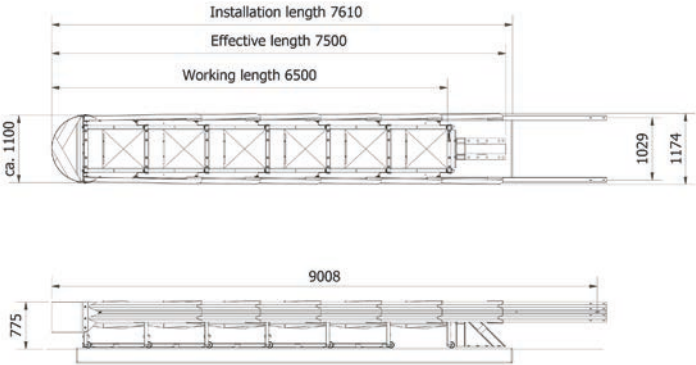 Installation length 7610
Effective length 7500
Working length 6500
ca. 1100
1029
1174
9008
775